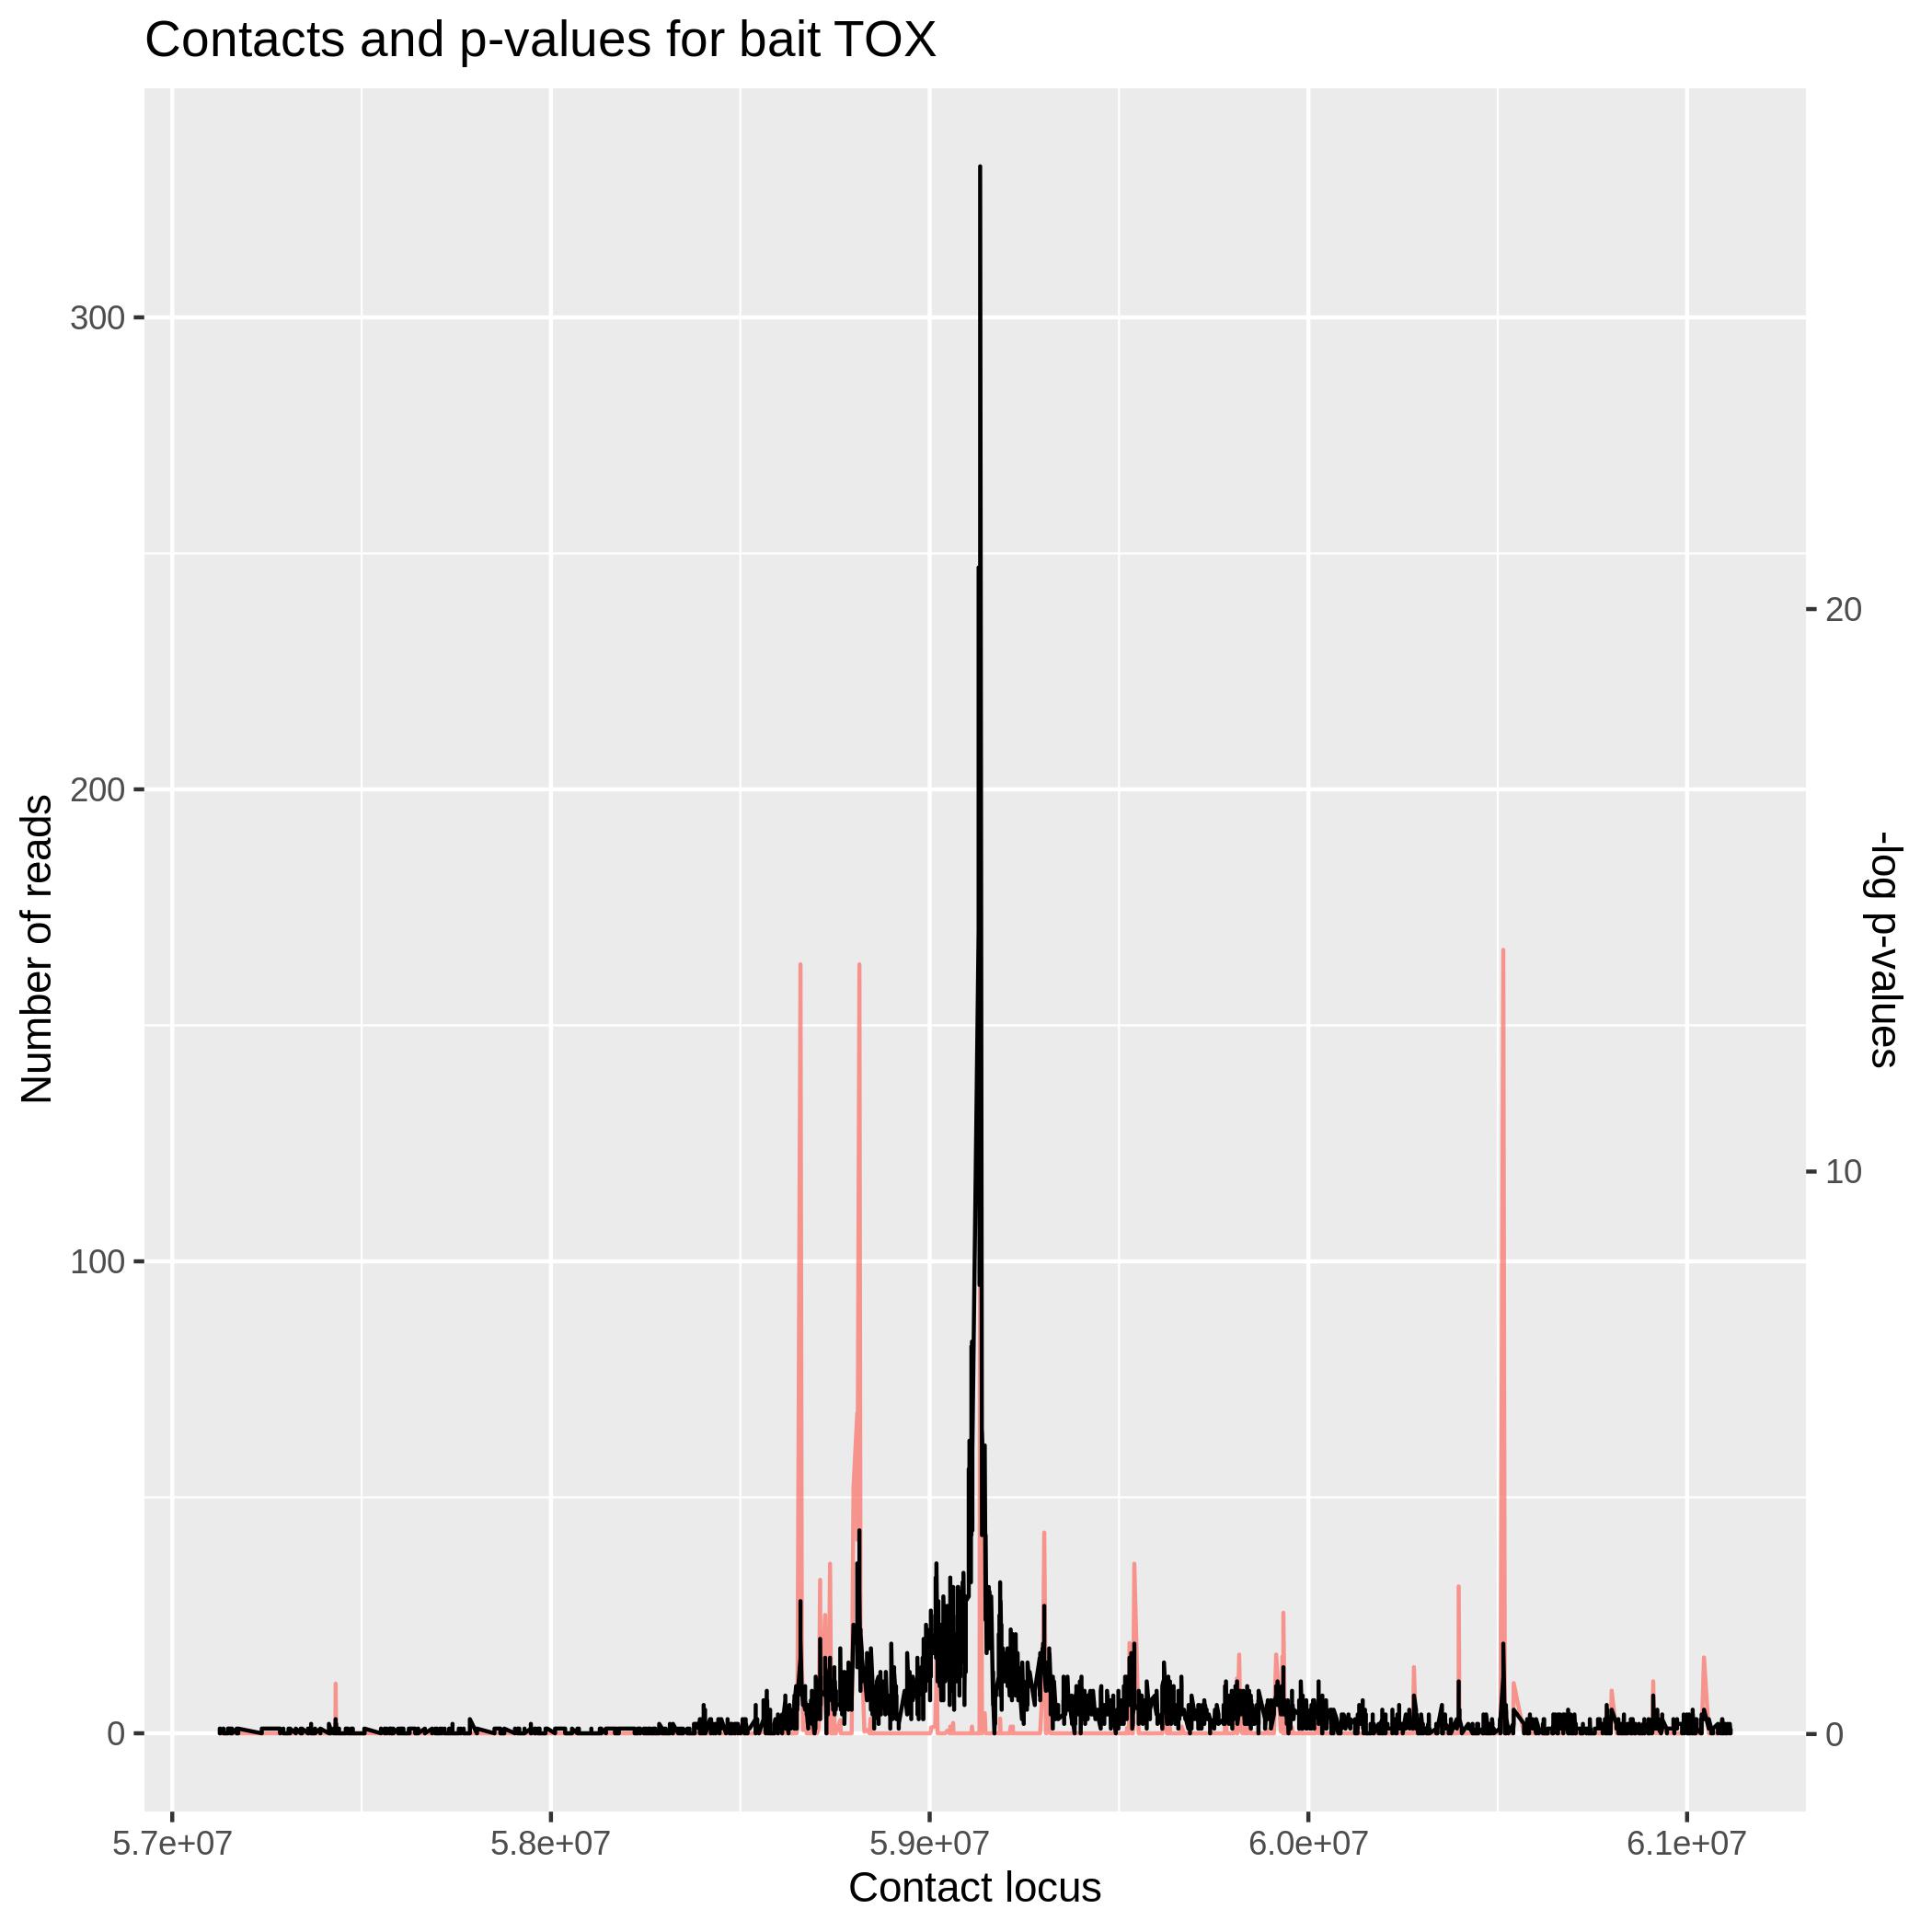 Contacts and p-values for bait TOX
300
200
100
0
Number of reads
20
10
0
-log p-values
5.7e+07 5.8e+07 5.9e+07 6.0e+07 6.1e+07
Contact locus